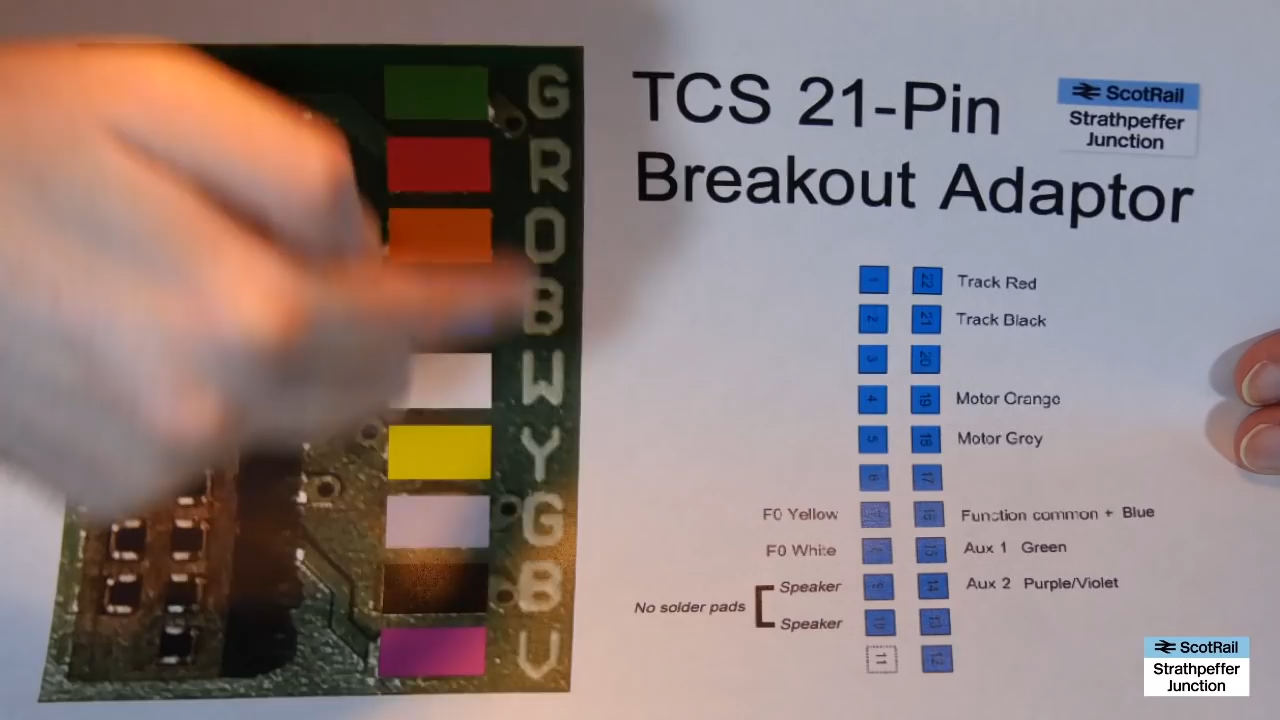 G
R
O
B
W
Y
G
B
V
TCS 21-Pin
Breakout Adaptor
ScotRail
Strathpeffer
Junction
1 22 Track Red
2 21 Track Black
3 20
4 19 Motor Orange
5 18 Motor Grey
6 17
F0 Yellow 7 16 Function common + Blue
F0 White 8 15 Aux 1 Green
Speaker 9 14 Aux 2 Purple/Violet
No solder pads
Speaker 10 13
11 12
ScotRail
Strathpeffer
Junction